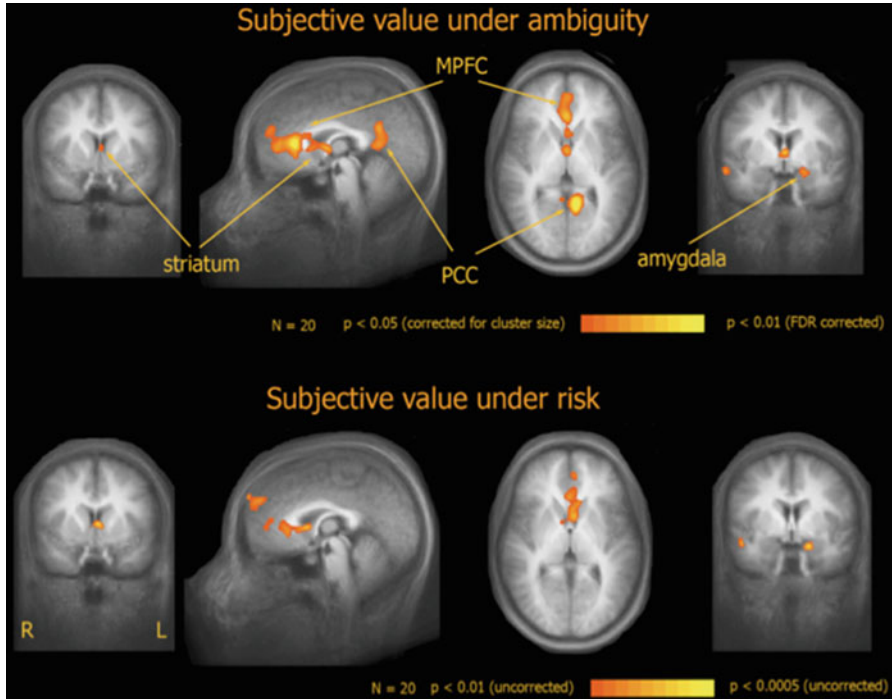 Subjective value under ambiguity
MPFC
striatum
PCC
amygdala
N = 20 p < 0.05 (corrected for cluster size) p < 0.01 (FDR corrected)
Subjective value under risk
R L
N = 20 p < 0.01 (uncorrected) p < 0.0005 (uncorrected)